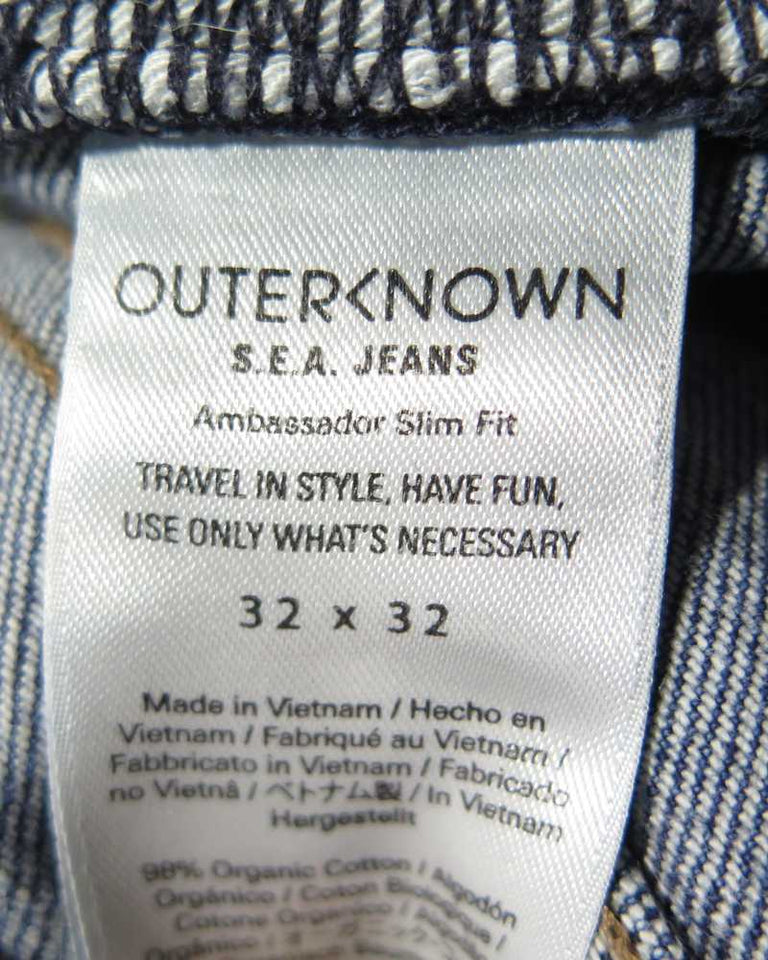 OUTERKNOWN
S.E.A. JEANS
Ambassador Slim Fit
TRAVEL IN STYLE, HAVE FUN,
USE ONLY WHAT'S NECESSARY
32 x 32
Made in Vietnam / Hecho en
Vietnam / Fabriqué au Vietnam /
Fabbricato in Vietnam / Fabricado
no Vietnã / ベトナム製 / In Vietnam
Hergestellt
98% Organic Cotton / Algodón
Orgánico / Coton Biologique /
Cotone Organico /